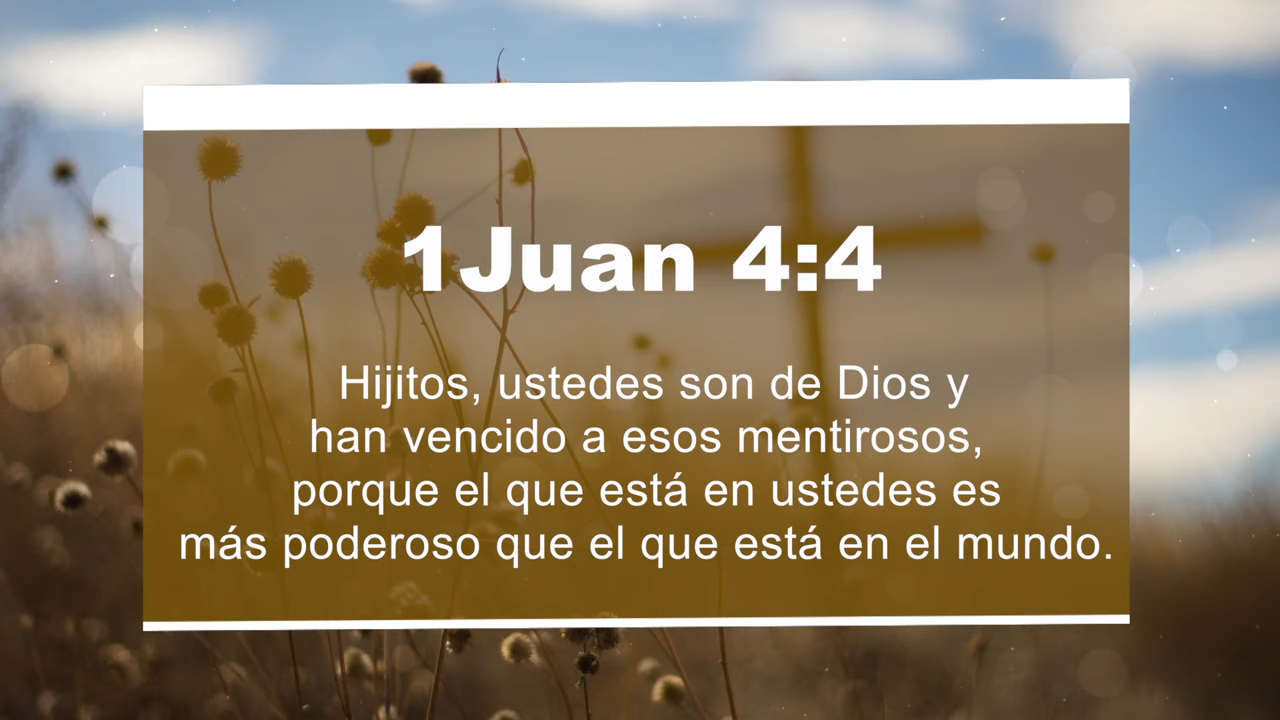 1Juan 4:4
Hijitos, ustedes son de Dios y
han vencido a esos mentirosos,
porque el que está en ustedes es
más poderoso que el que está en el mundo.